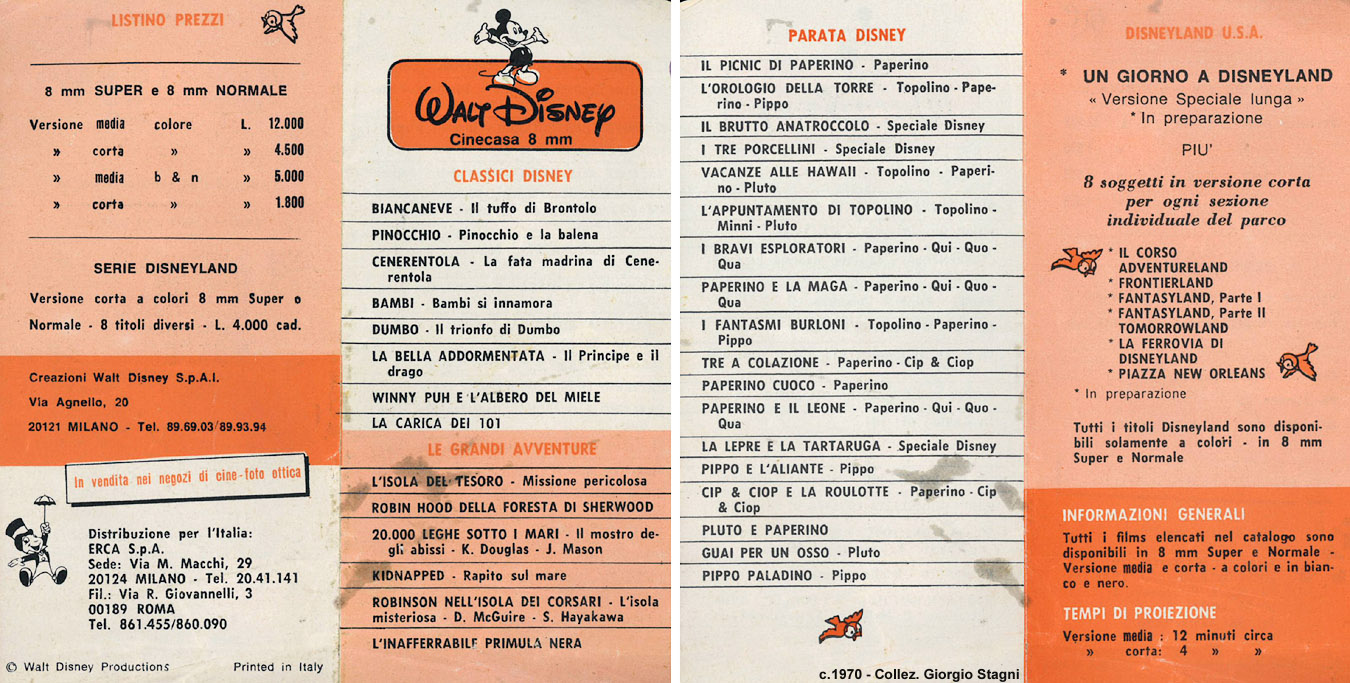 LISTINO PREZZI
8 mm SUPER e 8 mm NORMALE
Versione media colore L. 12.000
» corta » » 4.500
» media b & n » 5.000
» corta » » 1.800
SERIE DISNEYLAND
Versione corta a colori 8 mm Super o
Normale - 8 titoli diversi - L. 4.000 cad.
Creazioni Walt Disney S.p.A.I.
Via Agnello, 20
20121 MILANO - Tel. 89.69.03/89.93.94
In vendita nei negozi di cine-foto ottica
Distribuzione per l'Italia:
ERCA S.p.A.
Sede: Via M. Macchi, 29
20124 MILANO - Tel. 20.41.141
Fil.: Via R. Giovannelli, 3
00189 ROMA
Tel. 861.455/860.090
© Walt Disney Productions Printed in Italy
WALT DISNEY
Cinecasa 8 mm
CLASSICI DISNEY
BIANCANEVE - Il tuffo di Brontolo
PINOCCHIO - Pinocchio e la balena
CENERENTOLA - La fata madrina di Cene-
rentola
BAMBI - Bambi si innamora
DUMBO - Il trionfo di Dumbo
LA BELLA ADDORMENTATA - Il Principe e il
drago
WINNY PUH E L'ALBERO DEL MIELE
LA CARICA DEI 101
LE GRANDI AVVENTURE
L'ISOLA DEL TESORO - Missione pericolosa
ROBIN HOOD DELLA FORESTA DI SHERWOOD
20.000 LEGHE SOTTO I MARI - Il mostro de-
gli abissi - K. Douglas - J. Mason
KIDNAPPED - Rapito sul mare
ROBINSON NELL'ISOLA DEI CORSARI - L'isola
misteriosa - D. McGuire - S. Hayakawa
L'INAFFERRABILE PRIMULA NERA
PARATA DISNEY
IL PICNIC DI PAPERINO - Paperino
L'OROLOGIO DELLA TORRE - Topolino - Pape-
rino - Pippo
IL BRUTTO ANATROCCOLO - Speciale Disney
I TRE PORCELLINI - Speciale Disney
VACANZE ALLE HAWAII - Topolino - Paperi-
no - Pluto
L'APPUNTAMENTO DI TOPOLINO - Topolino -
Minni - Pluto
I BRAVI ESPLORATORI - Paperino - Qui - Quo -
Qua
PAPERINO E LA MAGA - Paperino - Qui - Quo -
Qua
I FANTASMI BURLONI - Topolino - Paperino -
Pippo
TRE A COLAZIONE - Paperino - Cip & Ciop
PAPERINO CUOCO - Paperino
PAPERINO E IL LEONE - Paperino - Qui - Quo -
Qua
LA LEPRE E LA TARTARUGA - Speciale Disney
PIPPO E L'ALIANTE - Pippo
CIP & CIOP E LA ROULOTTE - Paperino - Cip
& Ciop
PLUTO E PAPERINO
GUAI PER UN OSSO - Pluto
PIPPO PALADINO - Pippo
c.1970 - Collez. Giorgio Stagni
DISNEYLAND U.S.A.
* UN GIORNO A DISNEYLAND
« Versione Speciale lunga »
* In preparazione
PIU'
8 soggetti in versione corta
per ogni sezione
individuale del parco
* IL CORSO
ADVENTURELAND
* FRONTIERLAND
* FANTASYLAND, Parte I
* FANTASYLAND, Parte II
TOMORROWLAND
* LA FERROVIA DI
DISNEYLAND
* PIAZZA NEW ORLEANS
* In preparazione
Tutti i titoli Disneyland sono disponi-
bili solamente a colori - in 8 mm
Super e Normale
INFORMAZIONI GENERALI
Tutti i films elencati nel catalogo sono
disponibili in 8 mm Super e Normale -
Versione media e corta - a colori e in bian-
co e nero.
TEMPI DI PROIEZIONE
Versione media : 12 minuti circa
» corta: 4 » »